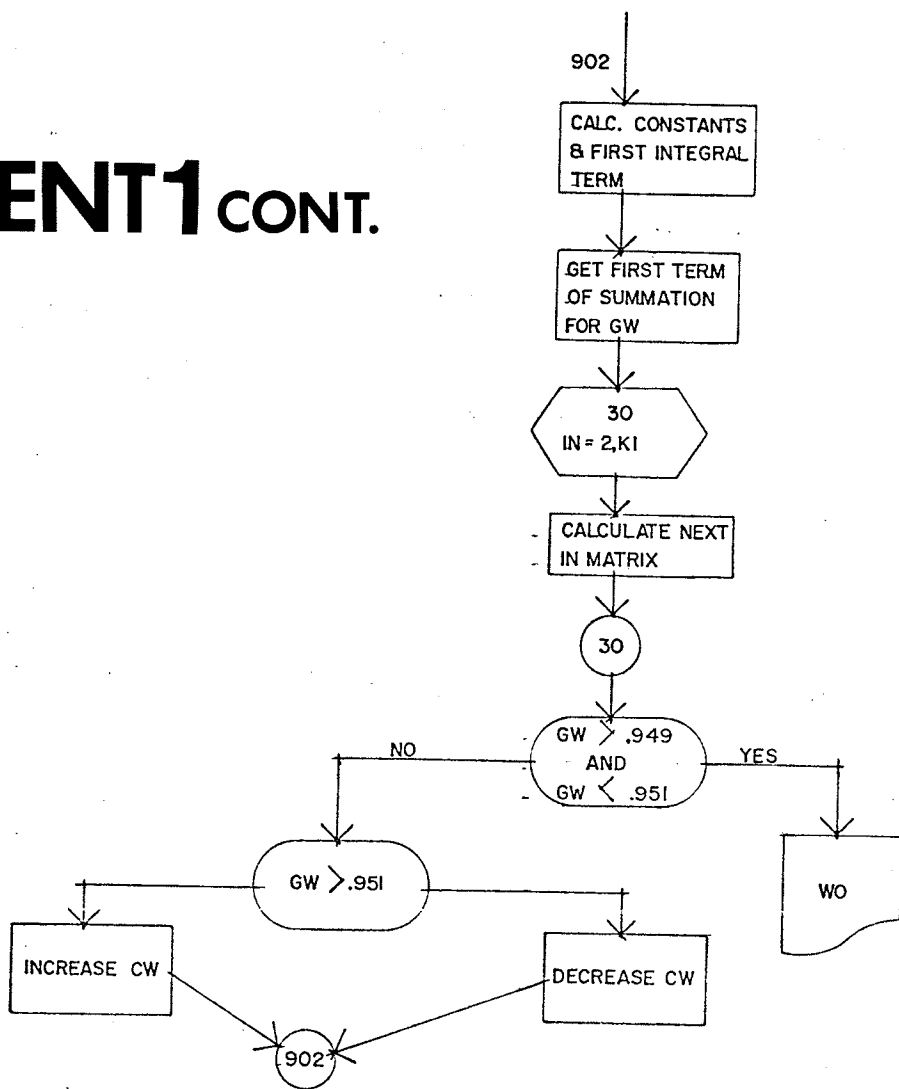 902
CALC. CONSTANTS
& FIRST INTEGRAL
TERM
ENT1 CONT.
GET FIRST TERM
OF SUMMATION
FOR GW
30
IN = 2,K1
CALCULATE NEXT
IN MATRIX
30
GW > .949
AND
GW < .951
NO
YES
GW > .951
WO
INCREASE CW
DECREASE CW
902